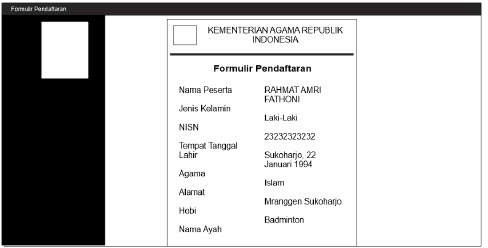 Formulir Pendaftaran
KEMENTERIAN AGAMA REPUBLIK
INDONESIA
Formulir Pendaftaran
Nama Peserta
RAHMAT AMRI
FATHONI
Jenis Kelamin
Laki-Laki
NISN
23232323232
Tempat Tanggal
Lahir
Sukoharjo, 22
Januari 1994
Agama
Islam
Alamat
Mranggen Sukoharjo
Hobi
Badminton
Nama Ayah